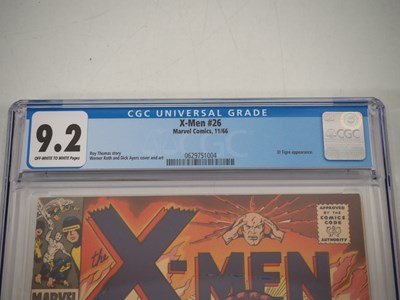 CGC UNIVERSAL GRADE
9.2
OFF-WHITE TO WHITE Pages
X-Men #26
Marvel Comics, 11/66
Roy Thomas story
Werner Roth and Dick Ayers cover and art
El Tigre appearance.
0629751004
CGC
MARVEL
the
X-MEN
APPROVED
BY THE
COMICS
CODE
AUTHORITY